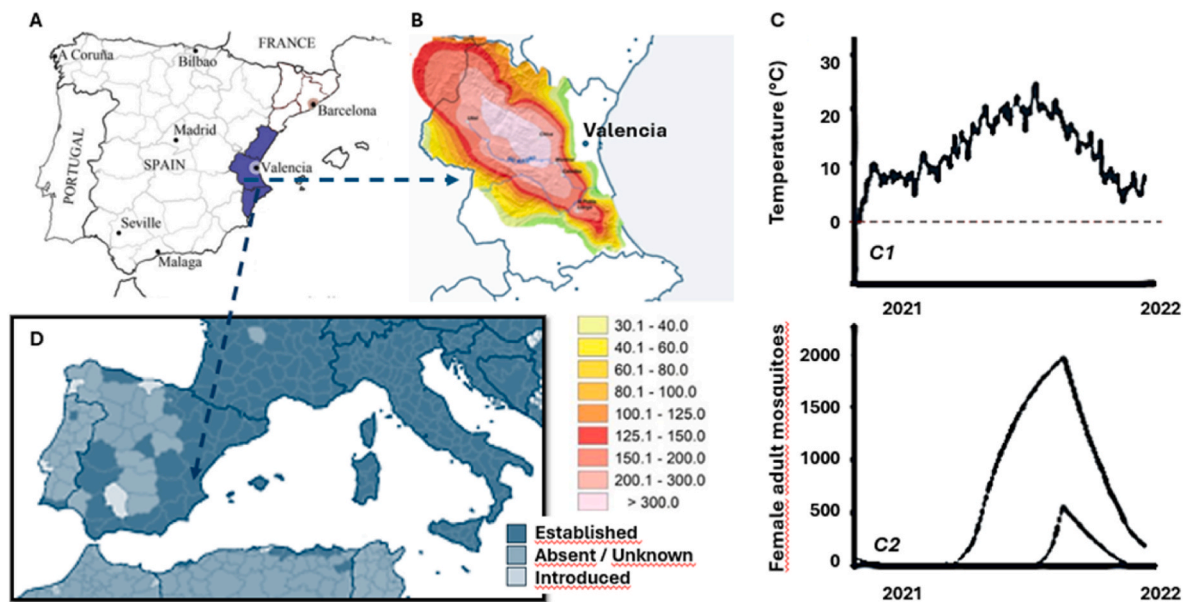 A
FRANCE
A Coruña
Bilbao
Barcelona
Madrid
SPAIN
PORTUGAL
Valencia
Seville
Malaga
B
Valencia
C
Temperature (°C)
30
20
10
0
C1
2021
2022
Female adult mosquitoes
2000
1500
1000
500
0
C2
2021
2022
D
30.1 - 40.0
40.1 - 60.0
60.1 - 80.0
80.1 - 100.0
100.1 - 125.0
125.1 - 150.0
150.1 - 200.0
200.1 - 300.0
> 300.0
Established
Absent / Unknown
Introduced